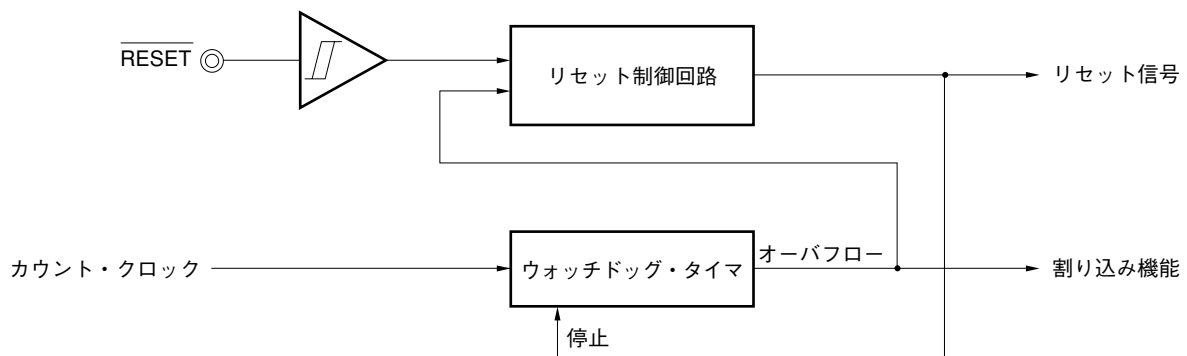 RESET
リセット制御回路
リセット信号
カウント・クロック
ウォッチドッグ・タイマ
オーバフロー
割り込み機能
停止